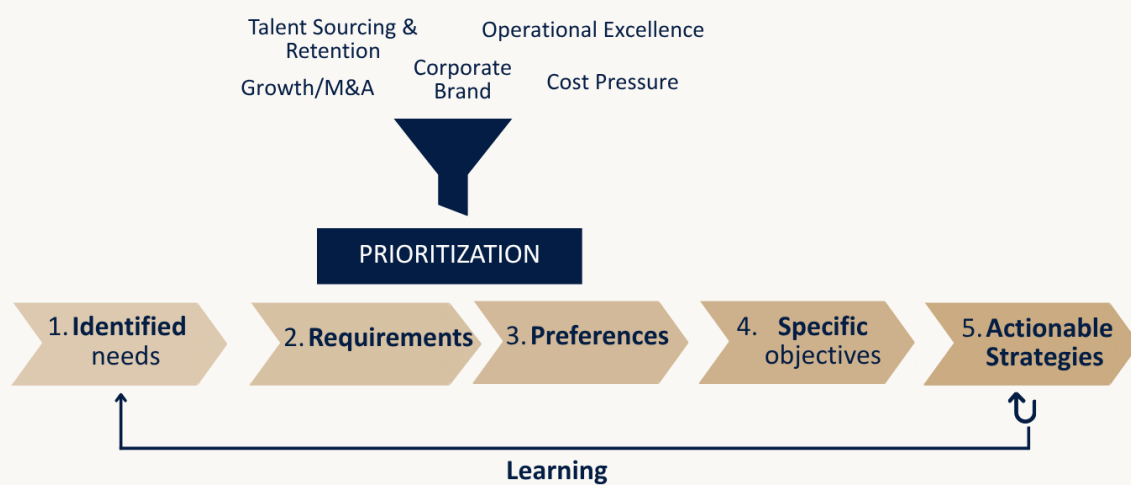 Talent Sourcing &
Retention
Operational Excellence
Growth/M&A
Corporate
Brand
Cost Pressure
PRIORITIZATION
1. Identified
needs
2. Requirements
3. Preferences
4. Specific
objectives
5. Actionable
Strategies
Learning